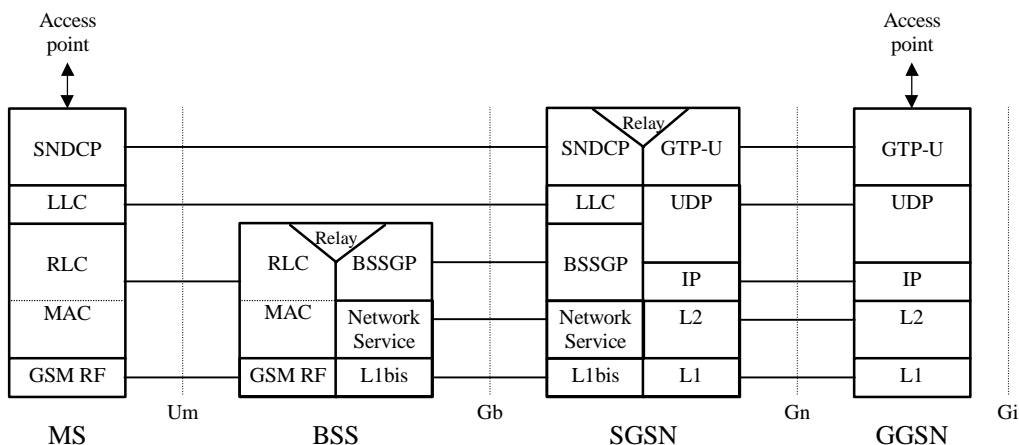 Access
point
Access
point
Relay
SNDCP
SNDCP
GTP-U
GTP-U
LLC
LLC
UDP
UDP
Relay
RLC
RLC
BSSGP
BSSGP
IP
IP
MAC
MAC
Network
Service
Network
Service
L2
L2
GSM RF
GSM RF
L1bis
L1bis
L1
L1
Um
Gb
Gn
Gi
MS
BSS
SGSN
GGSN